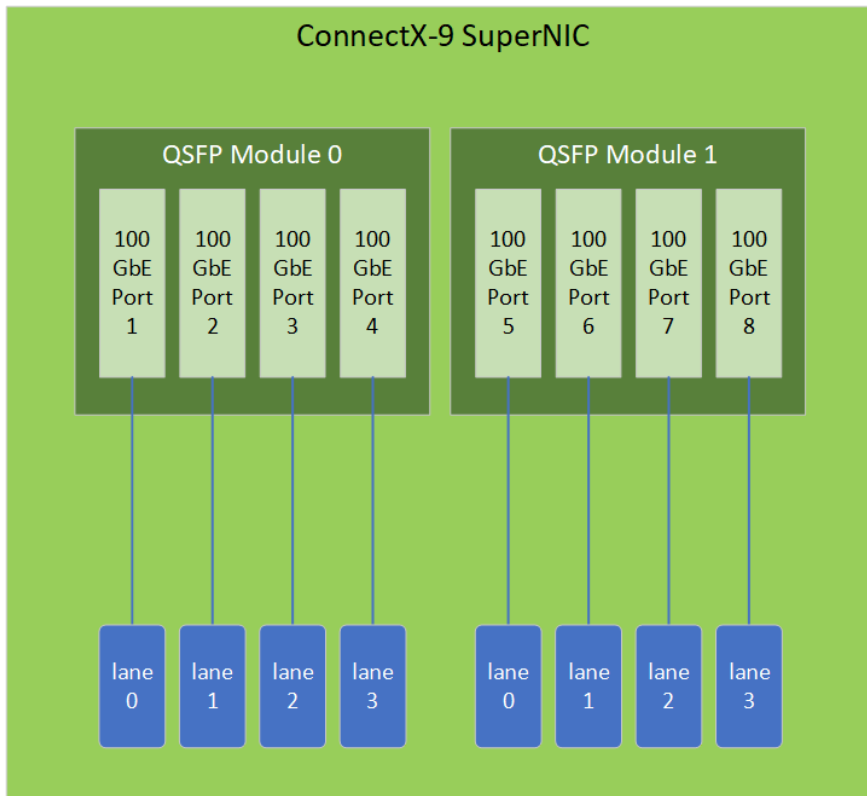 ConnectX-9 SuperNIC
QSFP Module 0
100
GbE
Port
1
100
GbE
Port
2
100
GbE
Port
3
100
GbE
Port
4
QSFP Module 1
100
GbE
Port
5
100
GbE
Port
6
100
GbE
Port
7
100
GbE
Port
8
lane
0
lane
1
lane
2
lane
3
lane
0
lane
1
lane
2
lane
3